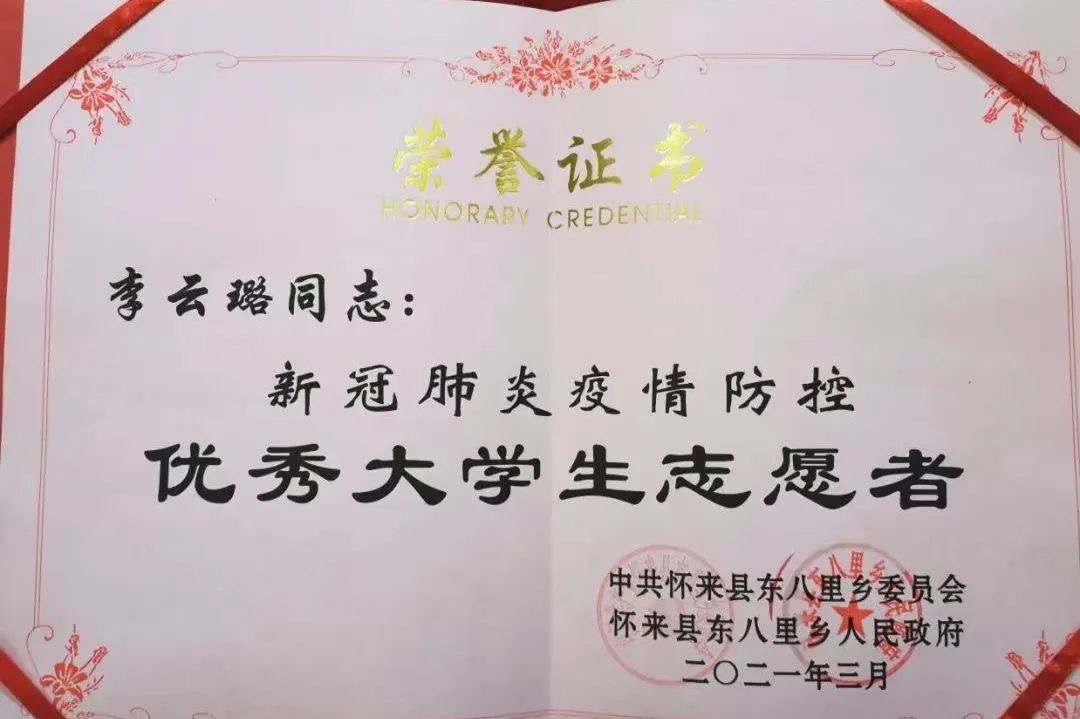 荣誉证书
HONORARY CREDENTIAL
李云璐同志：
新冠肺炎疫情防控
优秀大学生志愿者
中共怀来县东八里乡委员会
怀来县东八里乡人民政府
二〇二一年三月